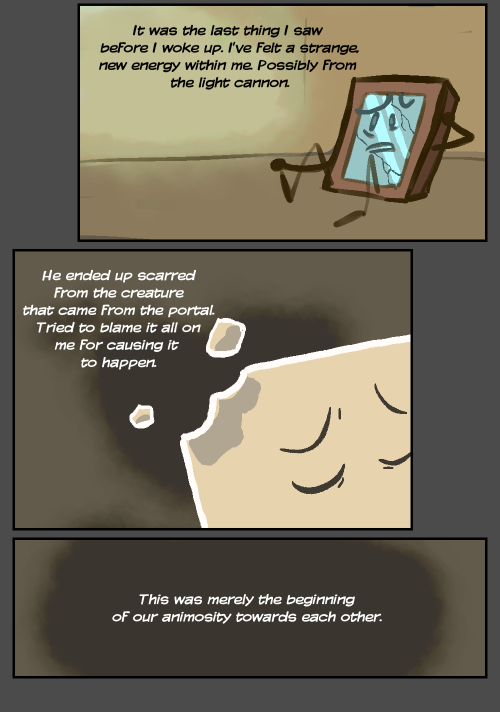 It was the last thing I saw
before I woke up. I've felt a strange,
new energy within me. Possibly from
the light cannon.
He ended up scarred
from the creature
that came from the portal.
Tried to blame it all on
me for causing it
to happen.
This was merely the beginning
of our animosity towards each other.